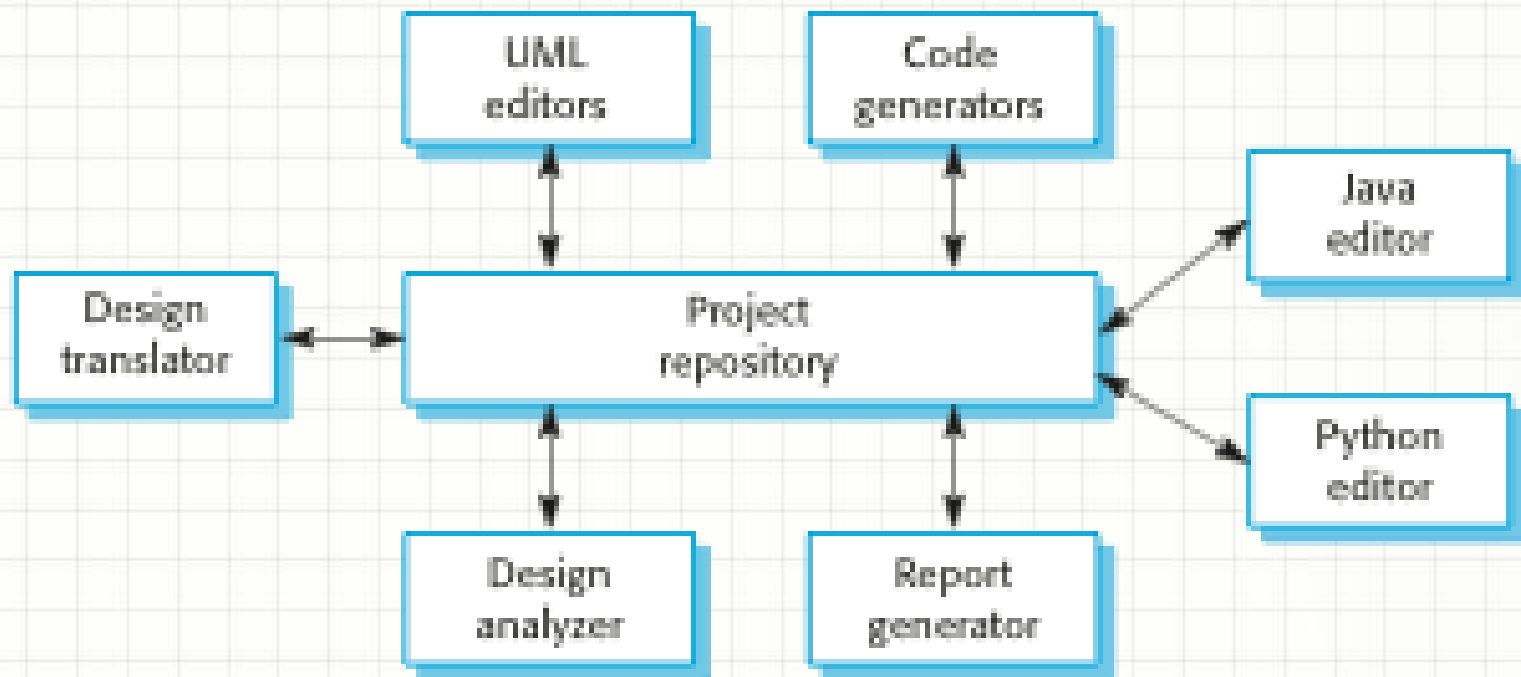 UML
editors
Code
generators
Java
editor
Design
translator
Project
repository
Python
editor
Design
analyzer
Report
generator